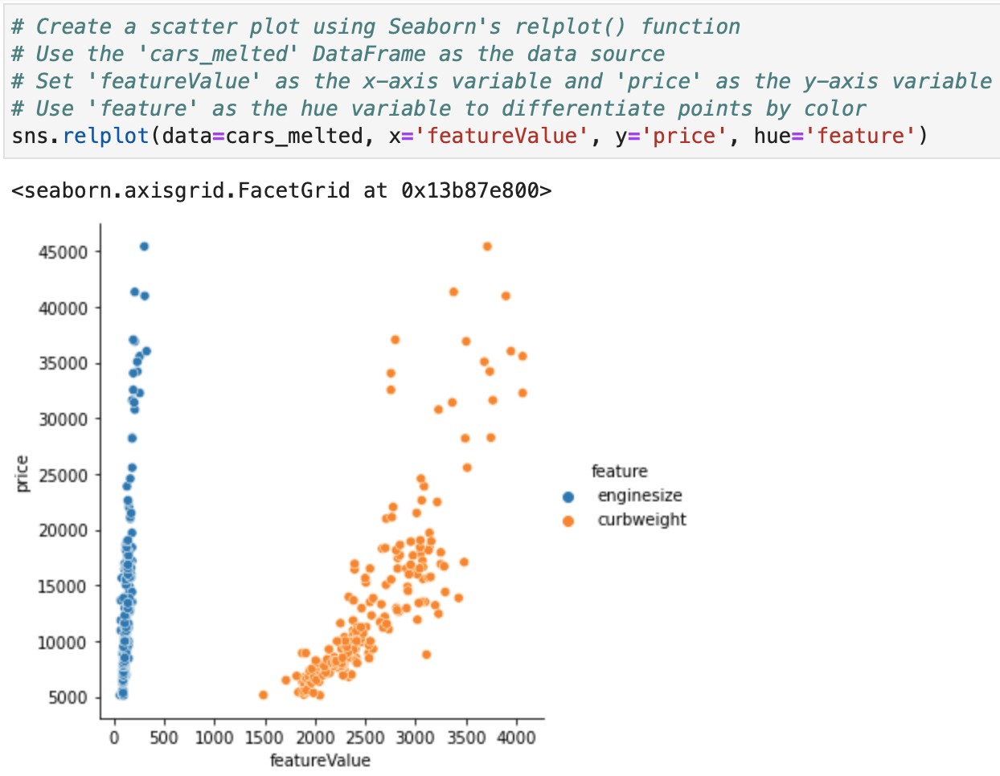 # Create a scatter plot using Seaborn's relplot() function
# Use the 'cars_melted' DataFrame as the data source
# Set 'featureValue' as the x-axis variable and 'price' as the y-axis variable
# Use 'feature' as the hue variable to differentiate points by color
sns.relplot(data=cars_melted, x='featureValue', y='price', hue='feature')
<seaborn.axisgrid.FacetGrid at 0x13b87e800>
45000
40000
35000
30000
25000
20000
15000
10000
5000
price
0 500 1000 1500 2000 2500 3000 3500 4000
featureValue
feature
enginesize
curbweight